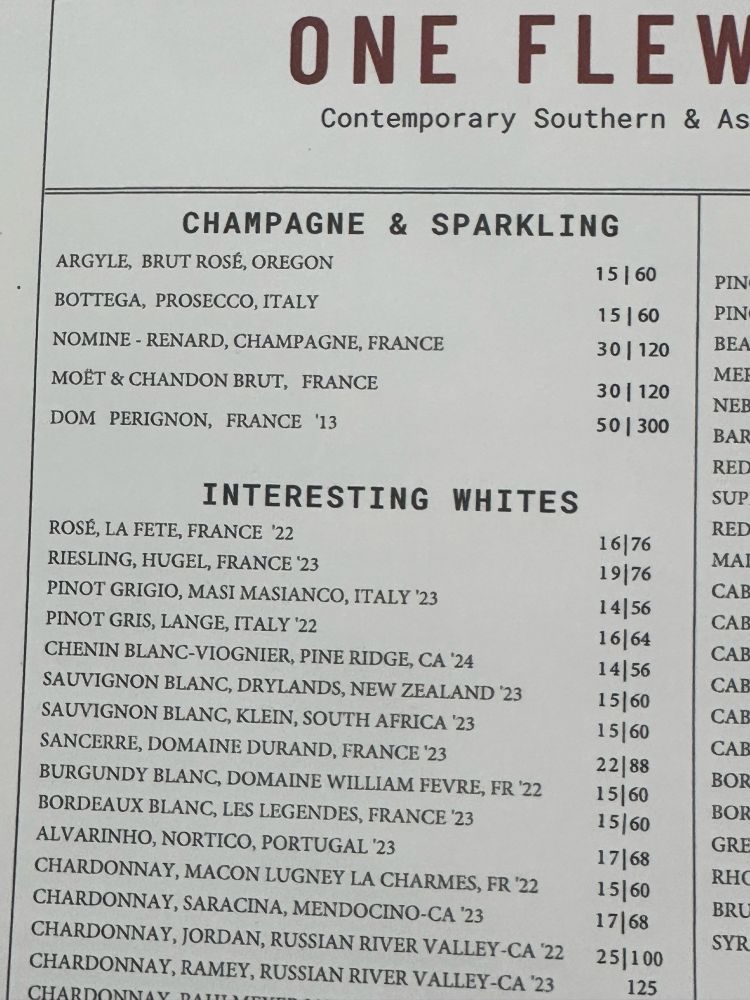 ONE FLEW
Contemporary Southern & As
CHAMPAGNE & SPARKLING
ARGYLE, BRUT ROSÉ, OREGON 15|60
BOTTEGA, PROSECCO, ITALY 15|60
NOMINE - RENARD, CHAMPAGNE, FRANCE 30|120
MOËT & CHANDON BRUT, FRANCE 30|120
DOM PERIGNON, FRANCE '13 50|300
INTERESTING WHITES
ROSÉ, LA FETE, FRANCE '22 16|76
RIESLING, HUGEL, FRANCE '23 19|76
PINOT GRIGIO, MASI MASIANCO, ITALY '23 14|56
PINOT GRIS, LANGE, ITALY '22 16|64
CHENIN BLANC-VIOGNIER, PINE RIDGE, CA '24 14|56
SAUVIGNON BLANC, DRYLANDS, NEW ZEALAND '23 15|60
SAUVIGNON BLANC, KLEIN, SOUTH AFRICA '23 15|60
SANCERRE, DOMAINE DURAND, FRANCE '23 22|88
BURGUNDY BLANC, DOMAINE WILLIAM FEVRE, FR '22 15|60
BORDEAUX BLANC, LES LEGENDES, FRANCE '23 15|60
ALVARINHO, NORTICO, PORTUGAL '23 17|68
CHARDONNAY, MACON LUGNEY LA CHARMES, FR '22 15|60
CHARDONNAY, SARACINA, MENDOCINO-CA '23 17|68
CHARDONNAY, JORDAN, RUSSIAN RIVER VALLEY-CA '22 25|100
CHARDONNAY, RAMEY, RUSSIAN RIVER VALLEY-CA '23 125
CHARDONNAY,
PIN
PIN
BEA
MER
NEB
BAR
RED
SUP
RED
MAL
CAB
CAB
CAB
CAB
CAB
CAB
BOR
BOR
GRE
RHO
BRU
SYR